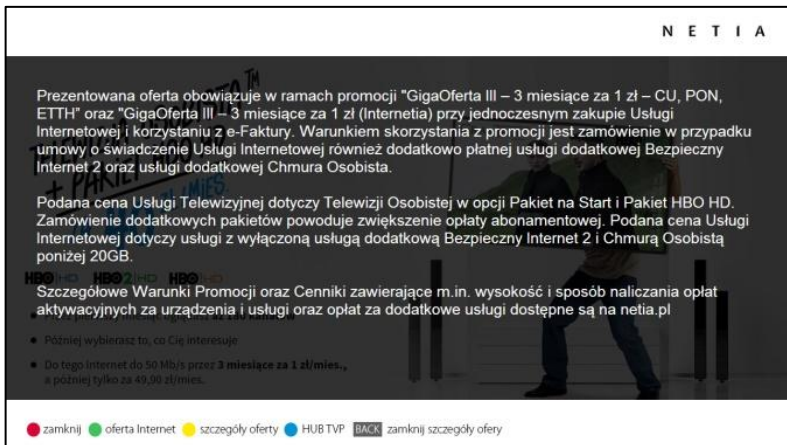 NETIA
Prezentowana oferta obowiązuje w ramach promocji "GigaOferta III – 3 miesiące za 1 zł – CU, PON,
ETTH" oraz "GigaOferta III – 3 miesiące za 1 zł (Internetia) przy jednoczesnym zakupie Usługi
Internetowej i korzystaniu z e-Faktury. Warunkiem skorzystania z promocji jest zamówienie w przypadku
umowy o świadczenie Usługi Internetowej również dodatkowo płatnej usługi dodatkowej Bezpieczny
Internet 2 oraz usługi dodatkowej Chmura Osobista.
Podana cena Usługi Telewizyjnej dotyczy Telewizji Osobistej w opcji Pakiet na Start i Pakiet HBO HD.
Zamówienie dodatkowych pakietów powoduje zwiększenie opłaty abonamentowej. Podana cena Usługi
Internetowej dotyczy usługi z wyłączoną usługą dodatkową Bezpieczny Internet 2 i Chmurą Osobistą
poniżej 20GB.
HBO HD HBO2 HD HBO HD
Szczegółowe Warunki Promocji oraz Cenniki zawierające m.in. wysokość i sposób naliczania opłat
aktywacyjnych za urządzenia i usługi oraz opłat za dodatkowe usługi dostępne są na netia.pl
• Później wybierasz to, co Cię interesuje
• Do tego internet do 50 Mb/s przez 3 miesiące za 1 zł/mies.,
a później tylko za 49,90 zł/mies.
zamknij oferta Internet szczegóły oferty HUB TVP BACK zamknij szczegóły ofery